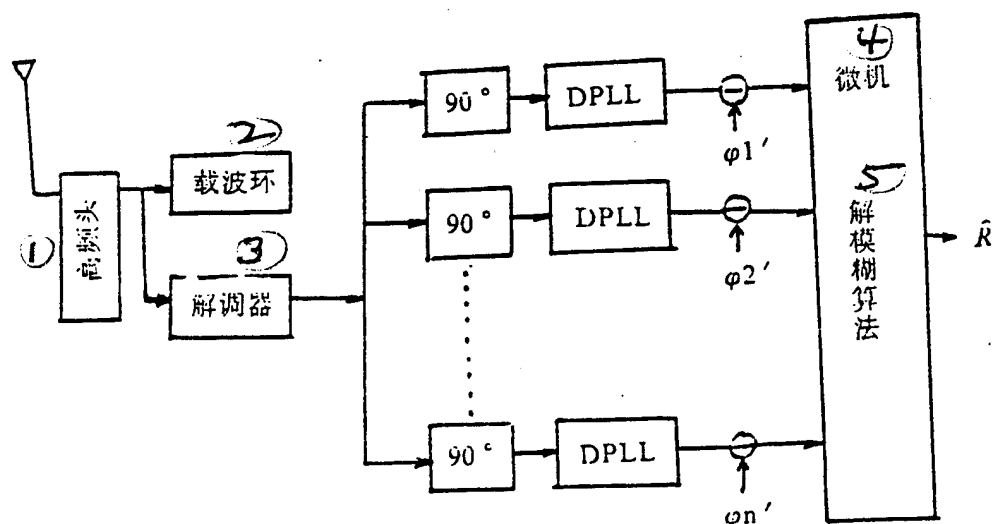 ④
微机
90°
DPLL
−
φ1′
②
载波环
①
高频头
90°
DPLL
−
φ2′
⑤
解模糊算法
R̂
③
解调器
90°
DPLL
−
φn′